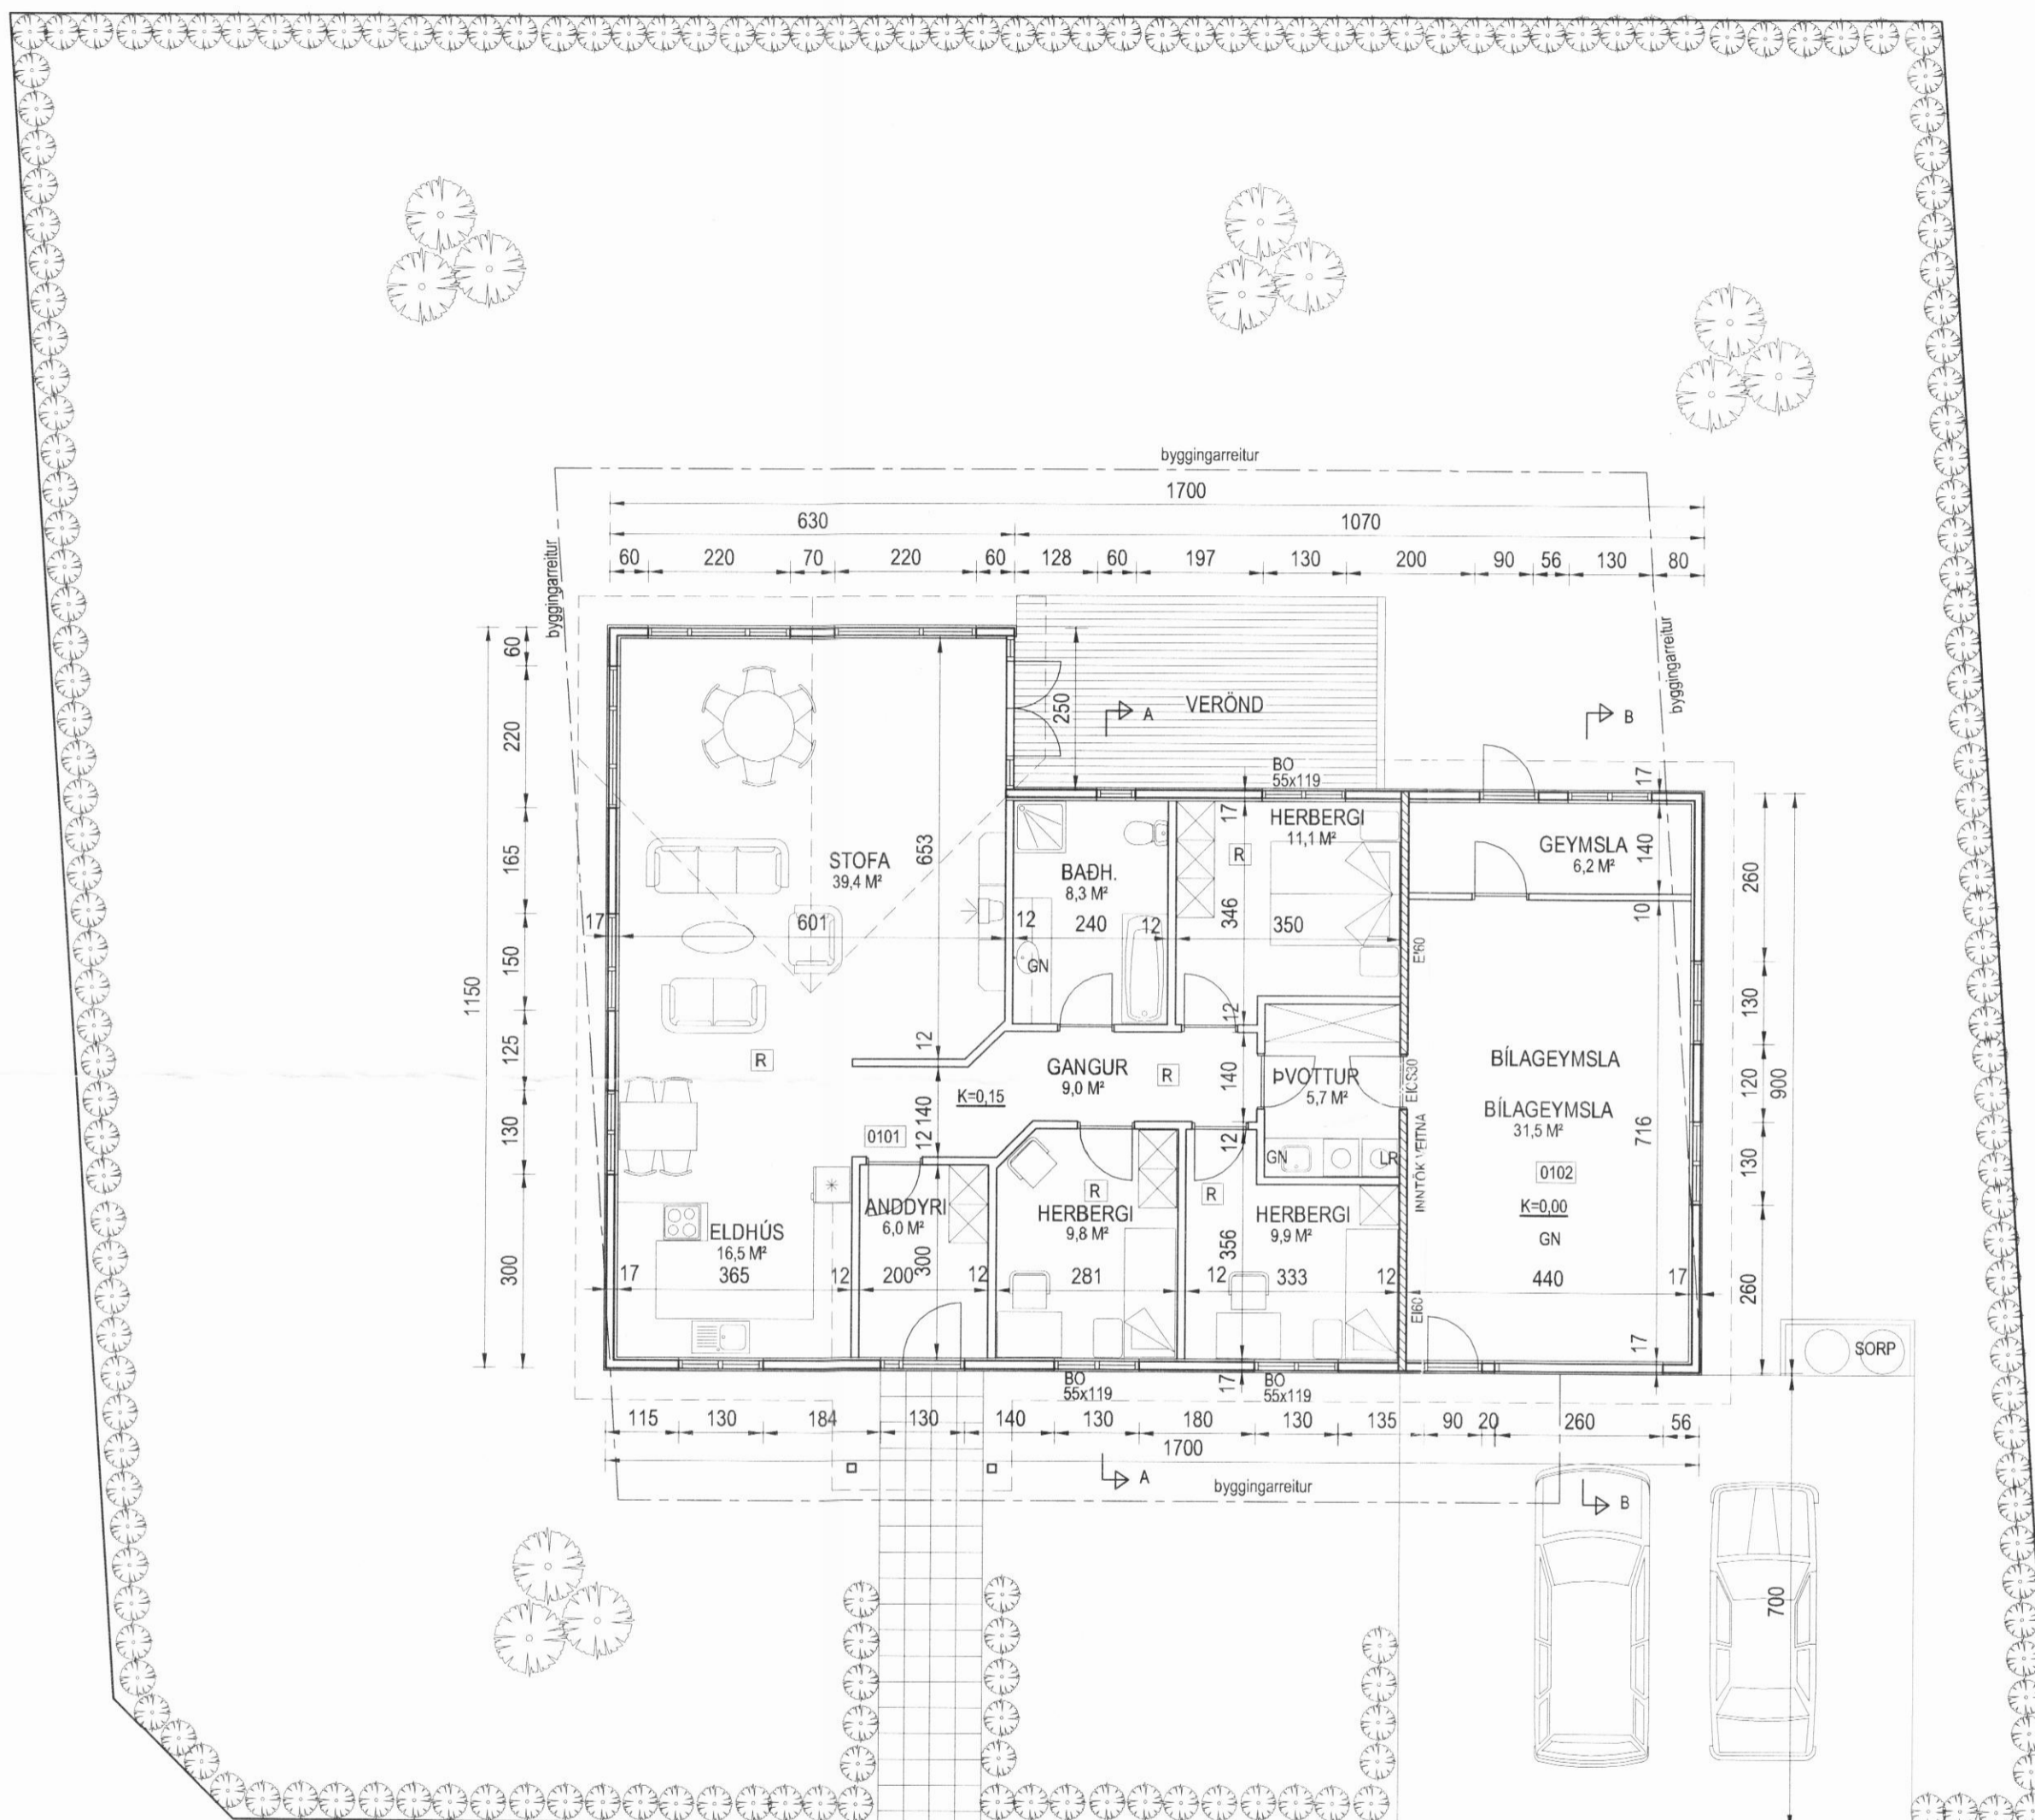 byggingarreitur
1700
630 1070
60 220 70 220 60 128 60 197 130 200 90 56 130 80
byggingarreitur
byggingarreitur
1150
60
220
165
150
125
130
300
250
A
VERÖND
B
BO
55x119
17
17
HERBERGI
11,1 M²
R
GEYMSLA
6,2 M²
140
STOFA
39,4 M²
653
BAÐH.
8,3 M²
17
601
12
240
12
346
350
10
GN
EI60
260
130
120
130
260
900
R
12
12
GANGUR
9,0 M²
R
140
ÞVOTTUR
5,7 M²
EICS30
BÍLAGEYMSLA
BÍLAGEYMSLA
31,5 M²
716
0102
K=0,00
GN
K=0,15
140
0101
12
12
GN
LR
INNTÖK VEITNA
R
R
ELDHÚS
16,5 M²
ANDDYRI
6,0 M²
HERBERGI
9,8 M²
HERBERGI
9,9 M²
300
356
17
365
12
200
12
281
12
333
12
440
17
EI60
17
SORP
BO
55x119
17
BO
55x119
115 130 184 130 140 130 180 130 135 90 20 260 56
1700
A
byggingarreitur
B
700